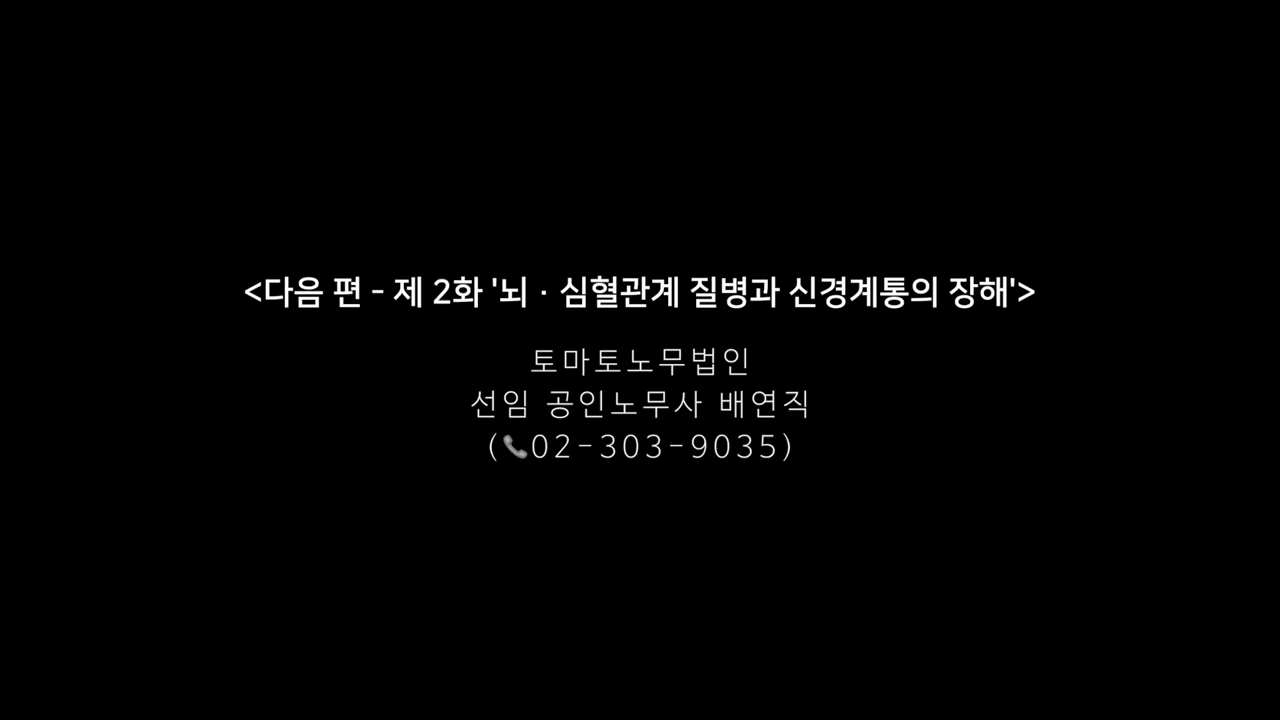 <다음 편 - 제 2화 '뇌 · 심혈관계 질병과 신경계통의 장해'>
토마토노무법인
선임 공인노무사 배연직
(📞02-303-9035)